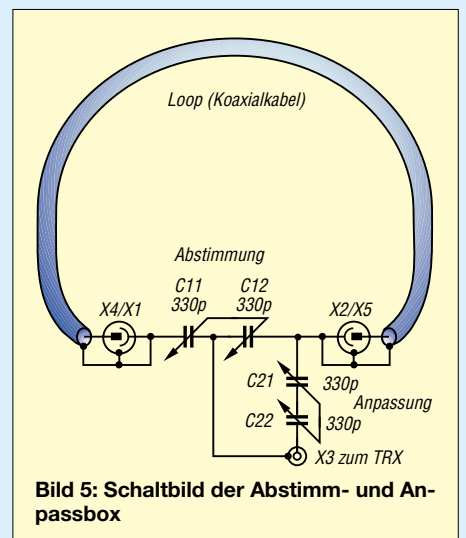 Loop (Koaxialkabel)
Abstimmung
C11
330p
C12
330p
X4/X1
X2/X5
C21
330p
Anpassung
C22
330p
X3 zum TRX
Bild 5: Schaltbild der Abstimm- und An-
passbox